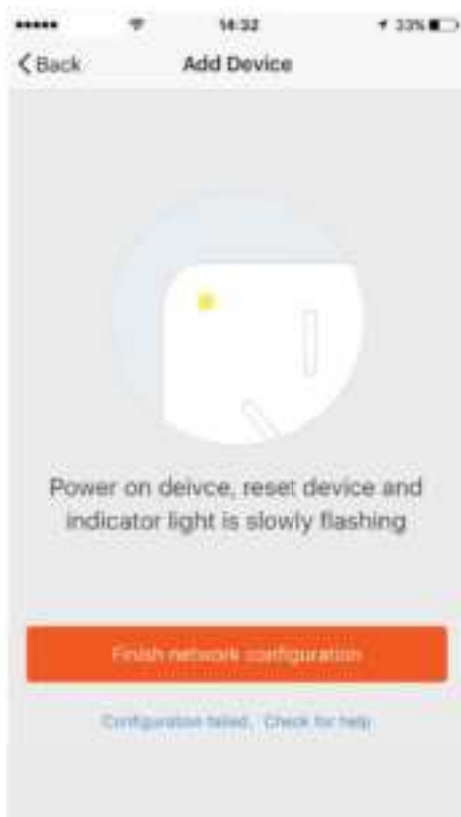 14:32
33%
Back
Add Device
Power on deivce, reset device and
indicator light is slowly flashing
Finish network configuration
Configuration failed, Check for help